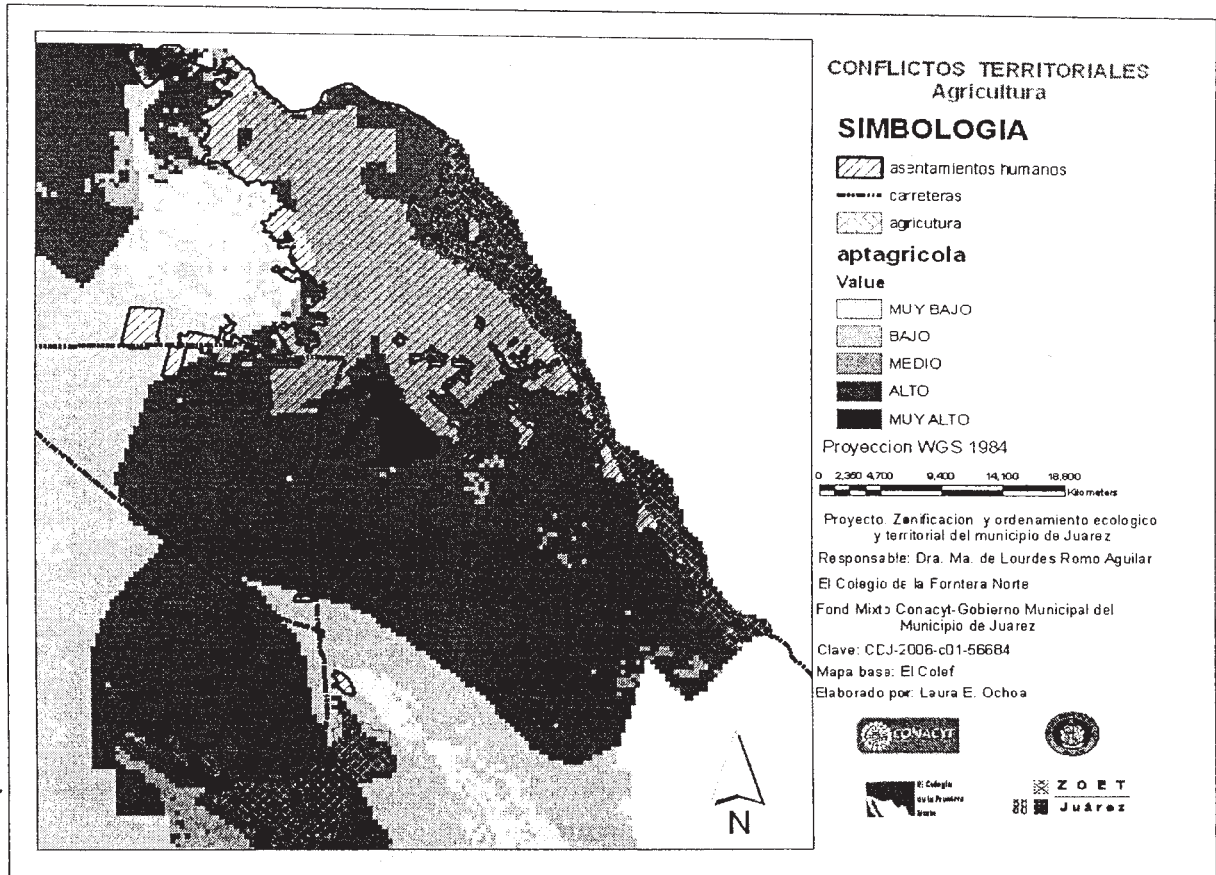 CONFLICTOS TERRITORIALES
Agricultura
SIMBOLOGIA
asentamientos humanos
carreteras
agricutura
aptagricola
Value
MUY BAJO
BAJO
MEDIO
ALTO
MUY ALTO
Proyeccion WGS 1984
0 2,350 4,700 9,400 14,100 18,800
Kilometers
Proyecto. Zonificacion y ordenamiento ecologico
y territorial del municipio de Juarez
Responsable: Dra. Ma. de Lourdes Romo Aguilar
El Colegio de la Forntera Norte
Fond Mixto Conacyt-Gobierno Municipal del
Municipio de Juarez
Clave: CDJ-2006-c01-56684
Mapa base: El Colef
Elaborado por: Laura E. Ochoa
CONACYT
El Colegio
de la Frontera
Norte
ZOET
Juárez
N